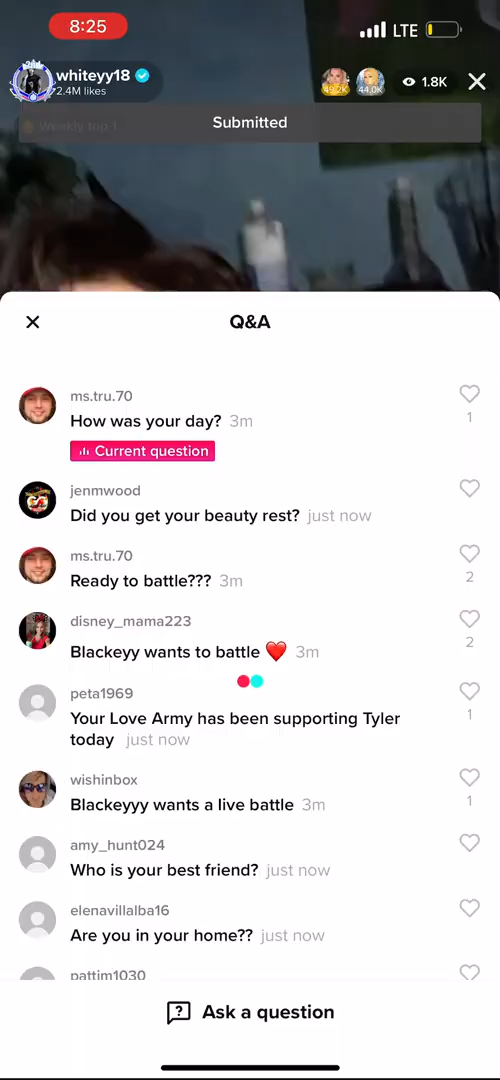 8:25
LTE
whiteyy18
2.4M likes
49.2K
44.0K
1.8K
Weekly top 1
Submitted
Q&A
ms.tru.70
How was your day? 3m
1
Current question
jenmwood
Did you get your beauty rest? just now
ms.tru.70
Ready to battle??? 3m
2
disney_mama223
Blackeyy wants to battle ❤️ 3m
2
peta1969
Your Love Army has been supporting Tyler
today just now
1
wishinbox
Blackeyyy wants a live battle 3m
1
amy_hunt024
Who is your best friend? just now
elenavillalba16
Are you in your home?? just now
pattim1030
Ask a question